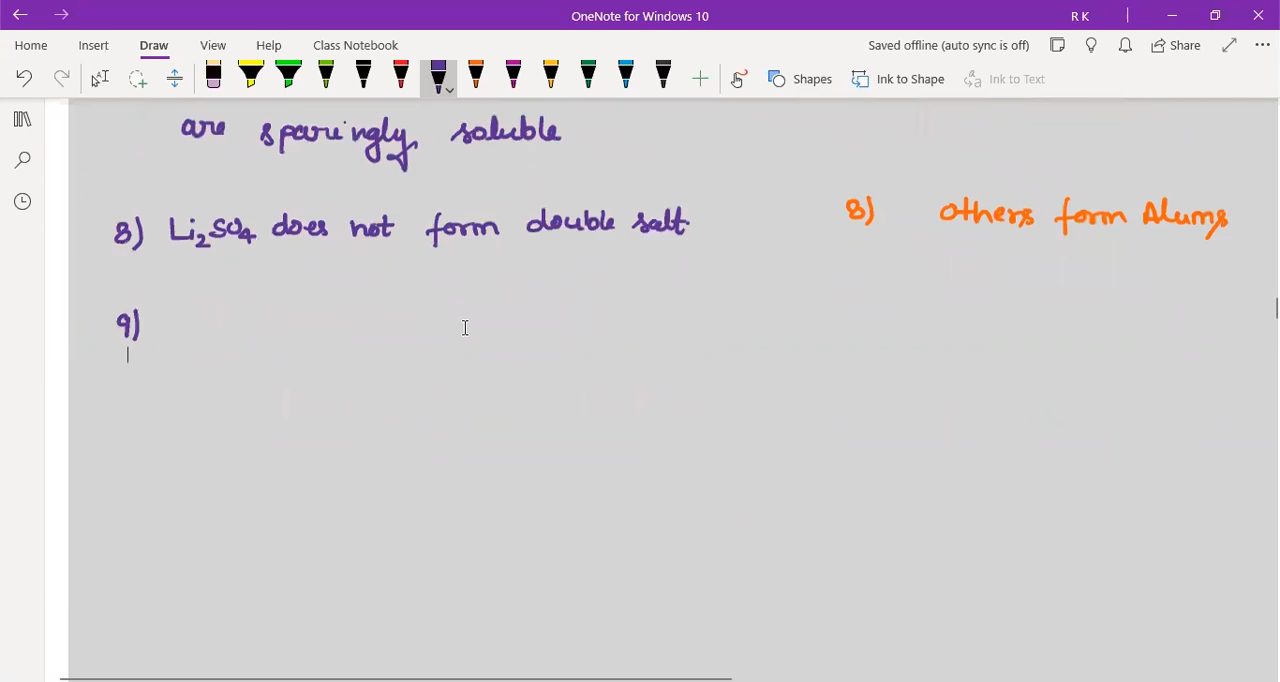 OneNote for Windows 10
R K
Home Insert Draw View Help Class Notebook
Saved offline (auto sync is off)
Share
Shapes
Ink to Shape
Ink to Text
are sparingly soluble
8) Li₂SO₄ does not form double salt.
8) Others form Alums
9)